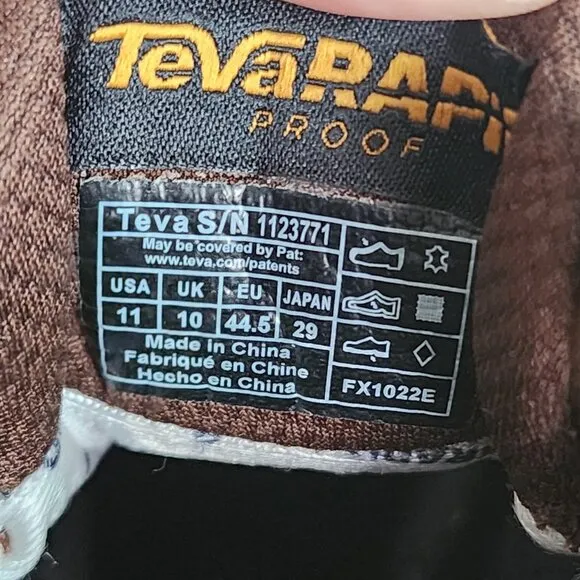 TevaRAPI
PROOF
Teva S/N 1123771
May be covered by Pat:
www.teva.com/patents
USA UK EU JAPAN
11 10 44.5 29
Made in China
Fabriqué en Chine
Hecho en China
FX1022E